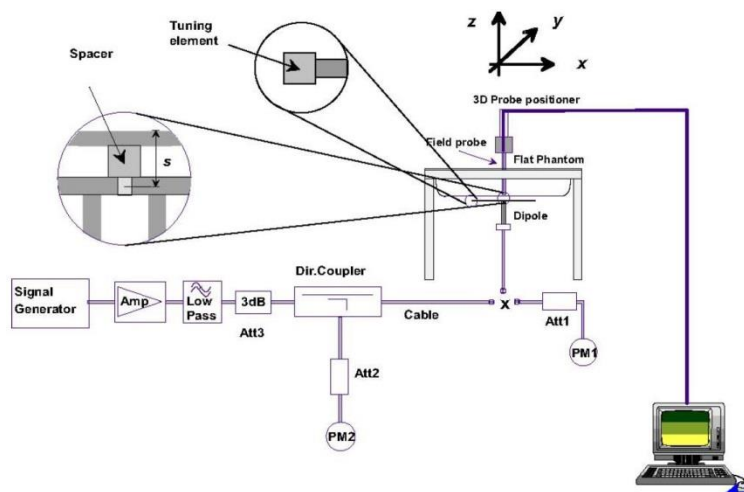 Tuning
element
z
y
x
Spacer
s
3D Probe positioner
Field probe
Flat Phantom
Dipole
Signal
Generator
Amp
Low
Pass
3dB
Att3
Dir.Coupler
Cable
x
Att1
PM1
Att2
PM2